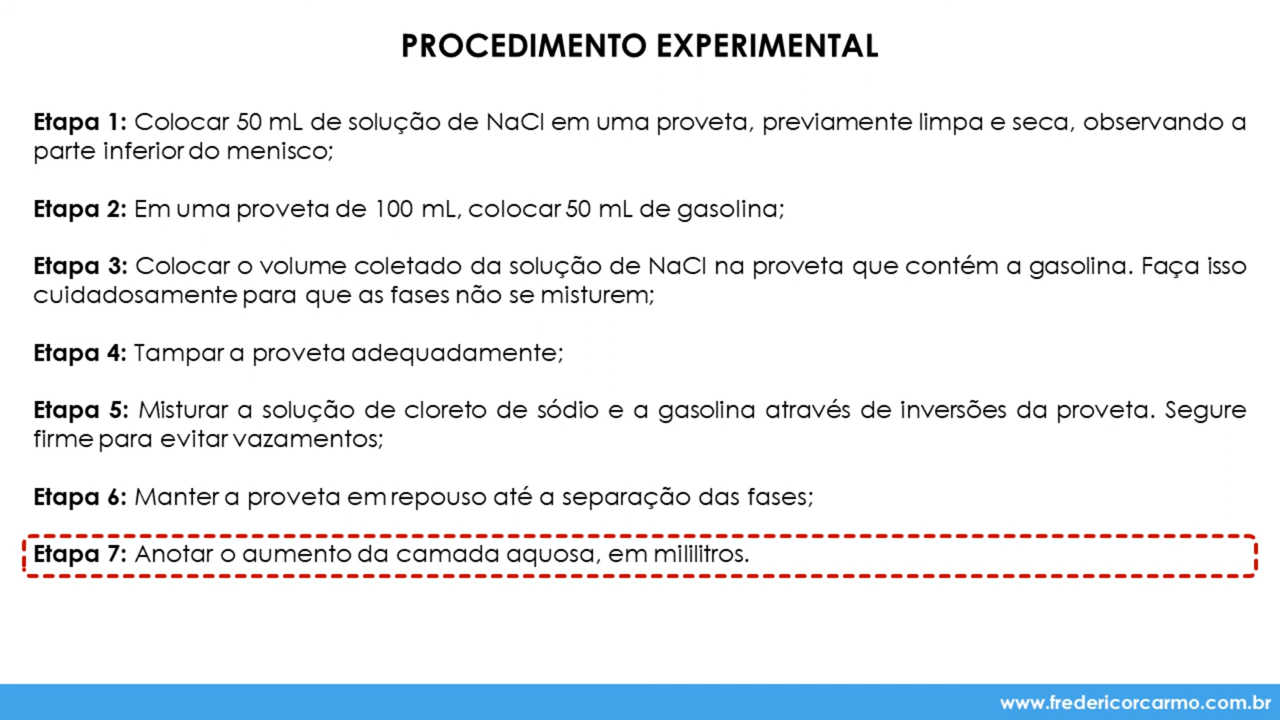 PROCEDIMENTO EXPERIMENTAL
Etapa 1: Colocar 50 mL de solução de NaCl em uma proveta, previamente limpa e seca, observando a
parte inferior do menisco;
Etapa 2: Em uma proveta de 100 mL, colocar 50 mL de gasolina;
Etapa 3: Colocar o volume coletado da solução de NaCl na proveta que contém a gasolina. Faça isso
cuidadosamente para que as fases não se misturem;
Etapa 4: Tampar a proveta adequadamente;
Etapa 5: Misturar a solução de cloreto de sódio e a gasolina através de inversões da proveta. Segure
firme para evitar vazamentos;
Etapa 6: Manter a proveta em repouso até a separação das fases;
Etapa 7: Anotar o aumento da camada aquosa, em mililitros.
www.fredericorcarmo.com.br